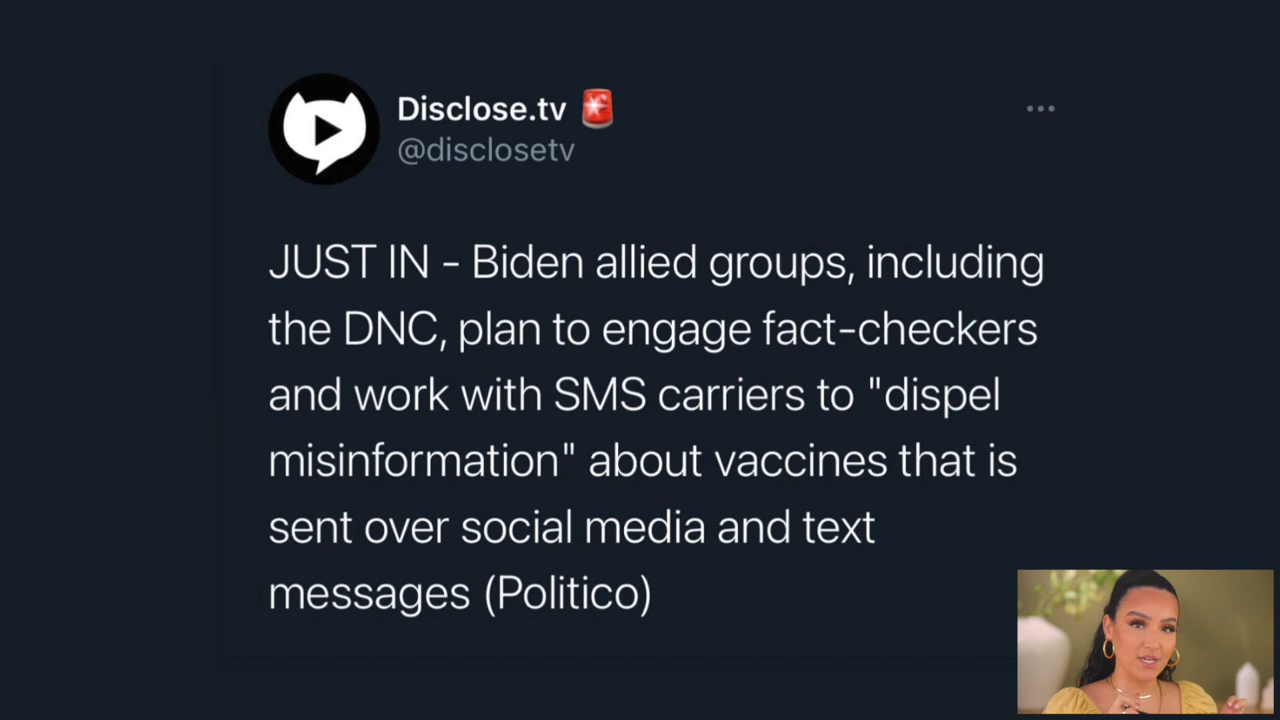 Disclose.tv
@disclosetv
JUST IN - Biden allied groups, including
the DNC, plan to engage fact-checkers
and work with SMS carriers to "dispel
misinformation" about vaccines that is
sent over social media and text
messages (Politico)